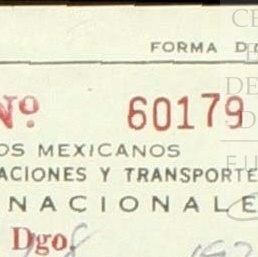 FORMA D
Nº 60179
OS MEXICANOS
ACIONES Y TRANSPORTE
NACIONALE
Dgo.